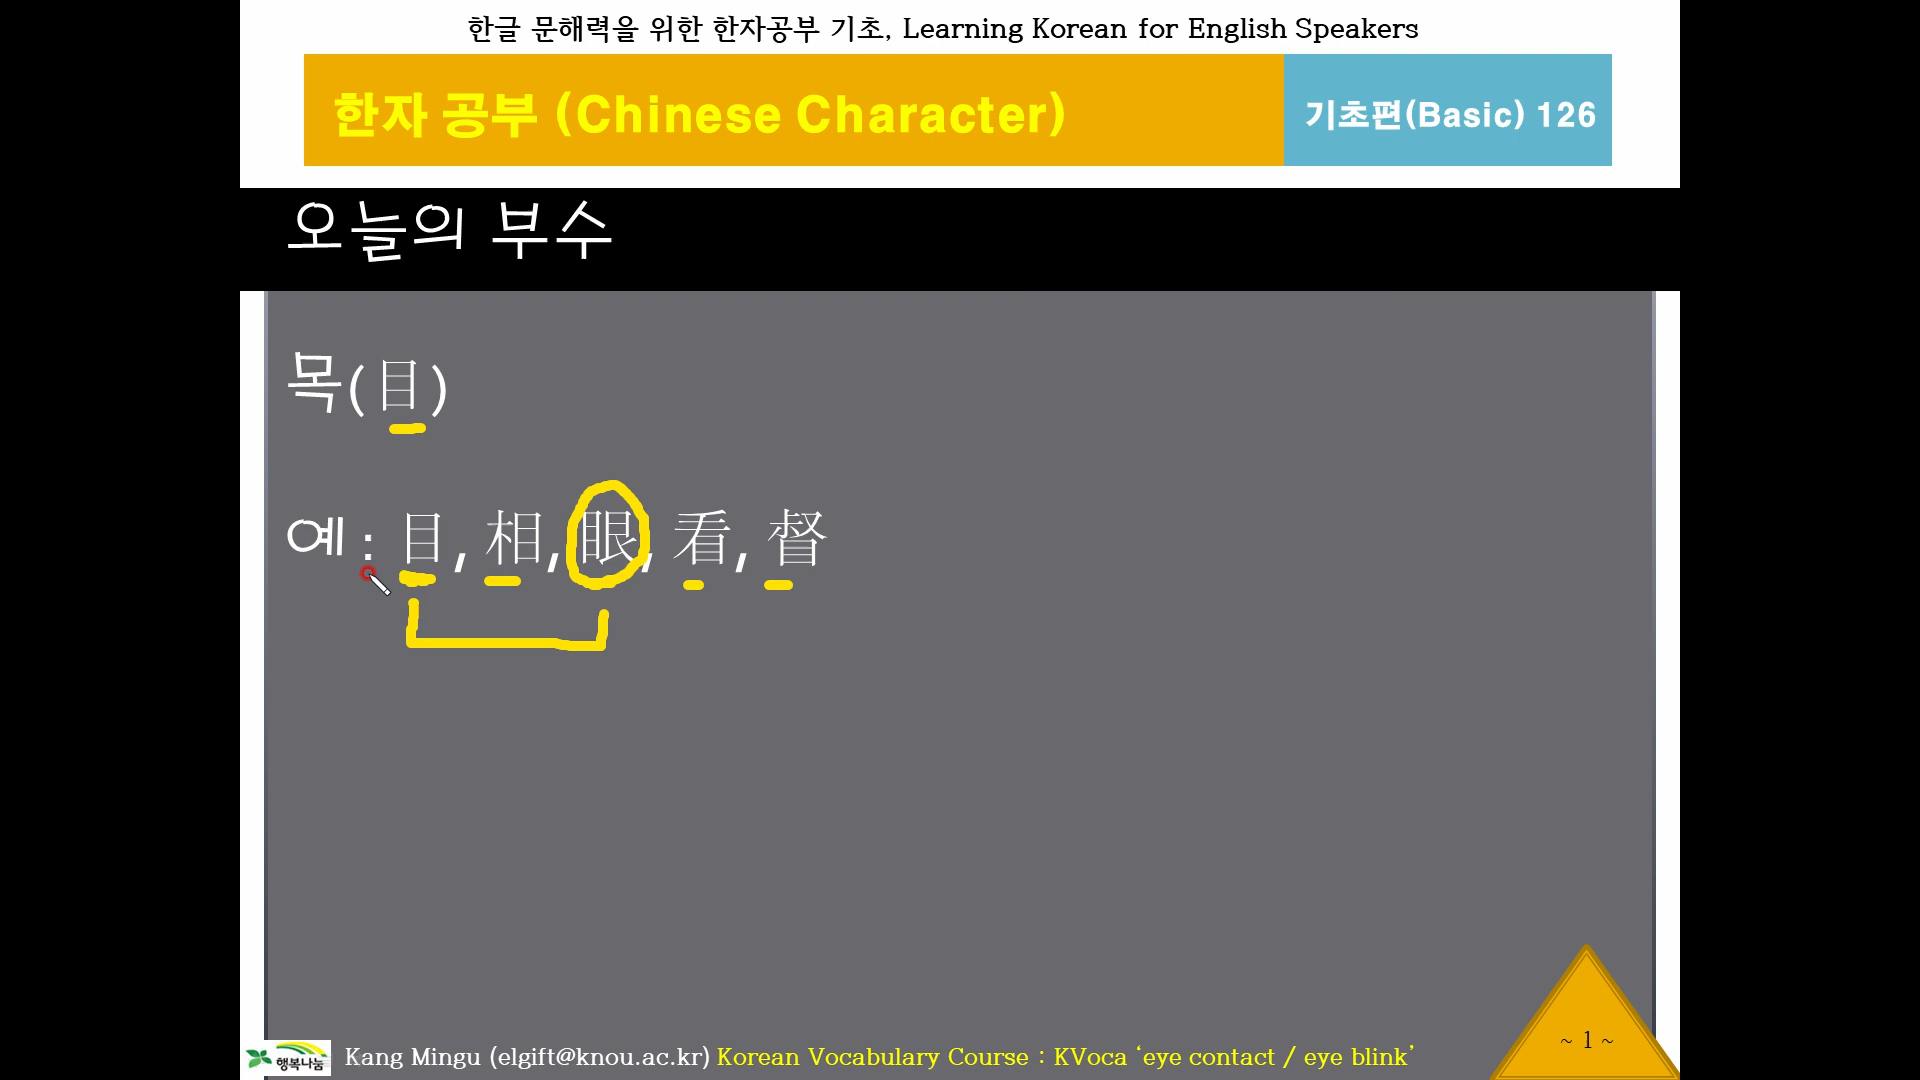 한글 문해력을 위한 한자공부 기초, Learning Korean for English Speakers
한자 공부 (Chinese Character)
기초편(Basic) 126
오늘의 부수
목(目)
예: 目, 相, 眼, 看, 督
~ 1 ~
행복나눔
Kang Mingu (elgift@knou.ac.kr) Korean Vocabulary Course : KVoca ‘eye contact / eye blink’